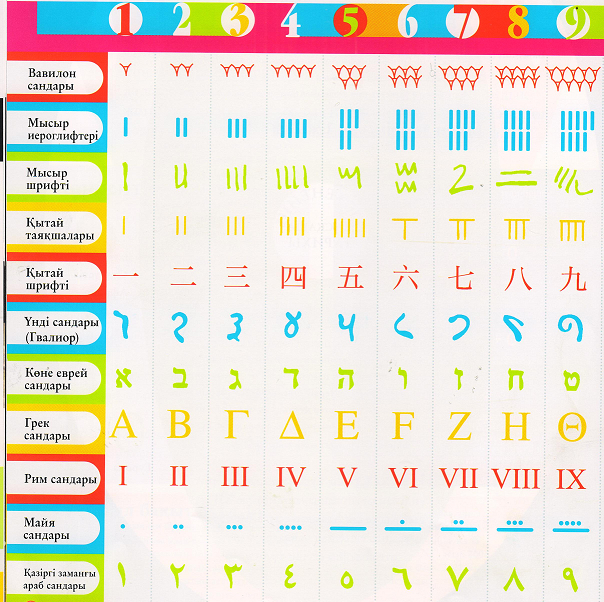 1 2 3 4 5 6 7 8 9
Вавилон
сандары
Мысыр
иероглифтері
Мысыр
шрифті
Қытай
таяқшалары
Қытай
шрифті
一 二 三 四 五 六 七 八 九
Үнді сандары
(Гвалиор)
Көне еврей
сандары
א ב ג ד ה ו ז ח ט
Грек
сандары
Α Β Γ Δ Ε F Ζ Η Θ
Рим сандары
I II III IV V VI VII VIII IX
Майя
сандары
Қазіргі заманғы
араб сандары
١ ٢ ٣ ٤ ٥ ٦ ٧ ٨ ٩